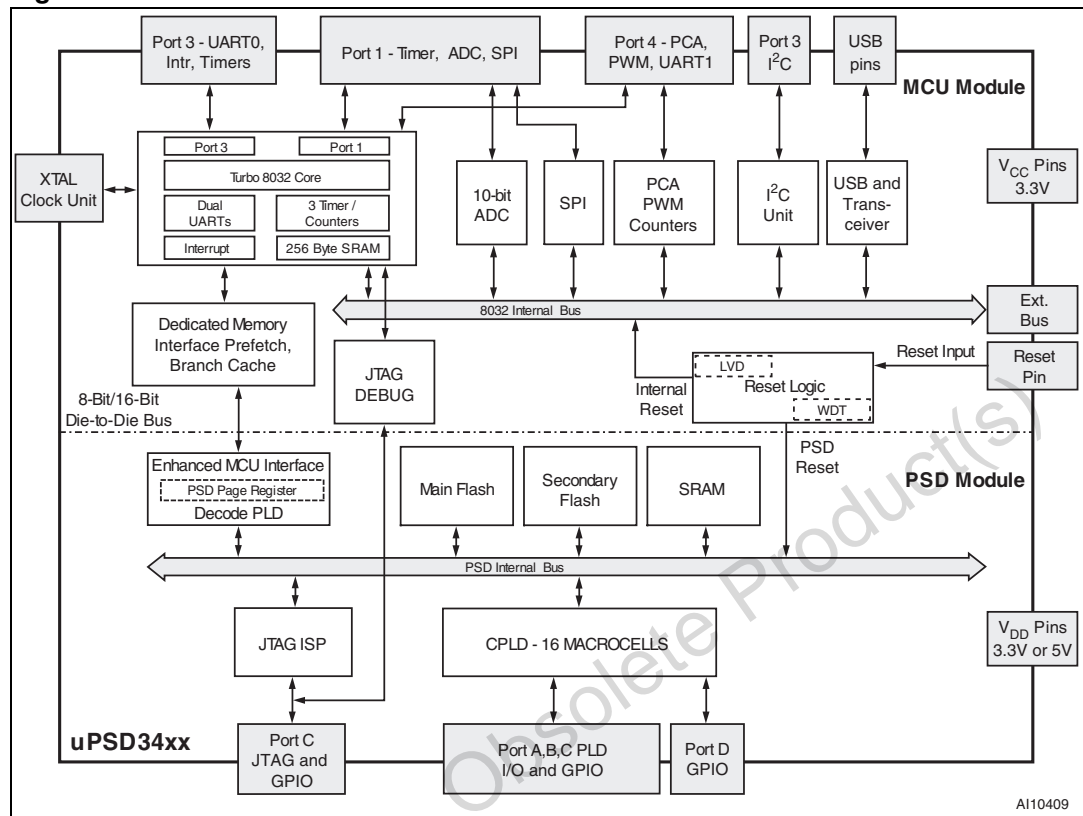 Port 3 - UART0,
Intr, Timers
Port 1 - Timer, ADC, SPI
Port 4 - PCA,
PWM, UART1
Port 3
I²C
USB
pins
MCU Module
XTAL
Clock Unit
Port 3
Port 1
Turbo 8032 Core
Dual
UARTs
3 Timer /
Counters
Interrupt
256 Byte SRAM
10-bit
ADC
SPI
PCA
PWM
Counters
I²C
Unit
USB and
Trans-
ceiver
VCC Pins
3.3V
8032 Internal Bus
Ext.
Bus
Dedicated Memory
Interface Prefetch,
Branch Cache
JTAG
DEBUG
Internal
Reset
LVD
Reset Logic
WDT
Reset Input
Reset
Pin
8-Bit/16-Bit
Die-to-Die Bus
PSD
Reset
PSD Module
Enhanced MCU Interface
PSD Page Register
Decode PLD
Main Flash
Secondary
Flash
SRAM
PSD Internal Bus
JTAG ISP
CPLD - 16 MACROCELLS
VDD Pins
3.3V or 5V
uPSD34xx
Port C
JTAG and
GPIO
Port A,B,C PLD
I/O and GPIO
Port D
GPIO
AI10409
Obsolete Product(s)